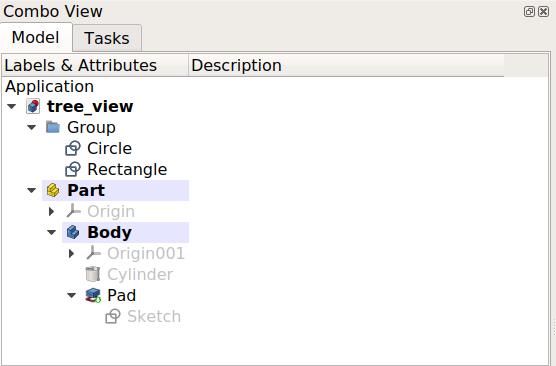 Combo View
Model Tasks
Labels & Attributes Description
Application
tree_view
Group
Circle
Rectangle
Part
Origin
Body
Origin001
Cylinder
Pad
Sketch